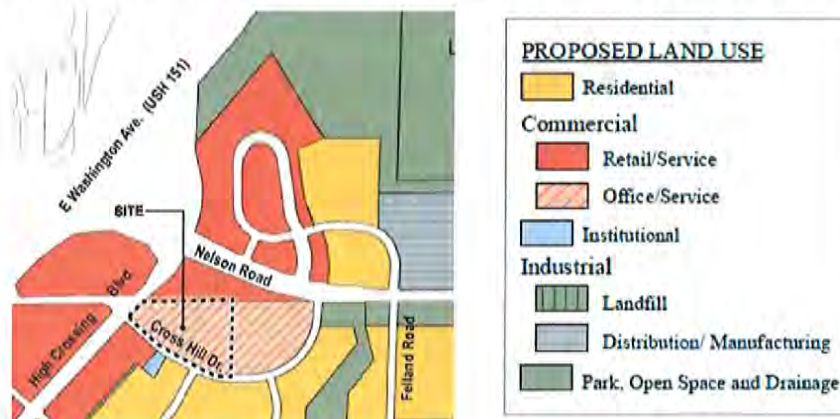 E Washington Ave. (USH 151)
SITE
Nelson Road
High Crossing Blvd
Cross Hill Dr.
Felland Road
L
PROPOSED LAND USE
Residential
Commercial
Retail/Service
Office/Service
Institutional
Industrial
Landfill
Distribution/ Manufacturing
Park, Open Space and Drainage